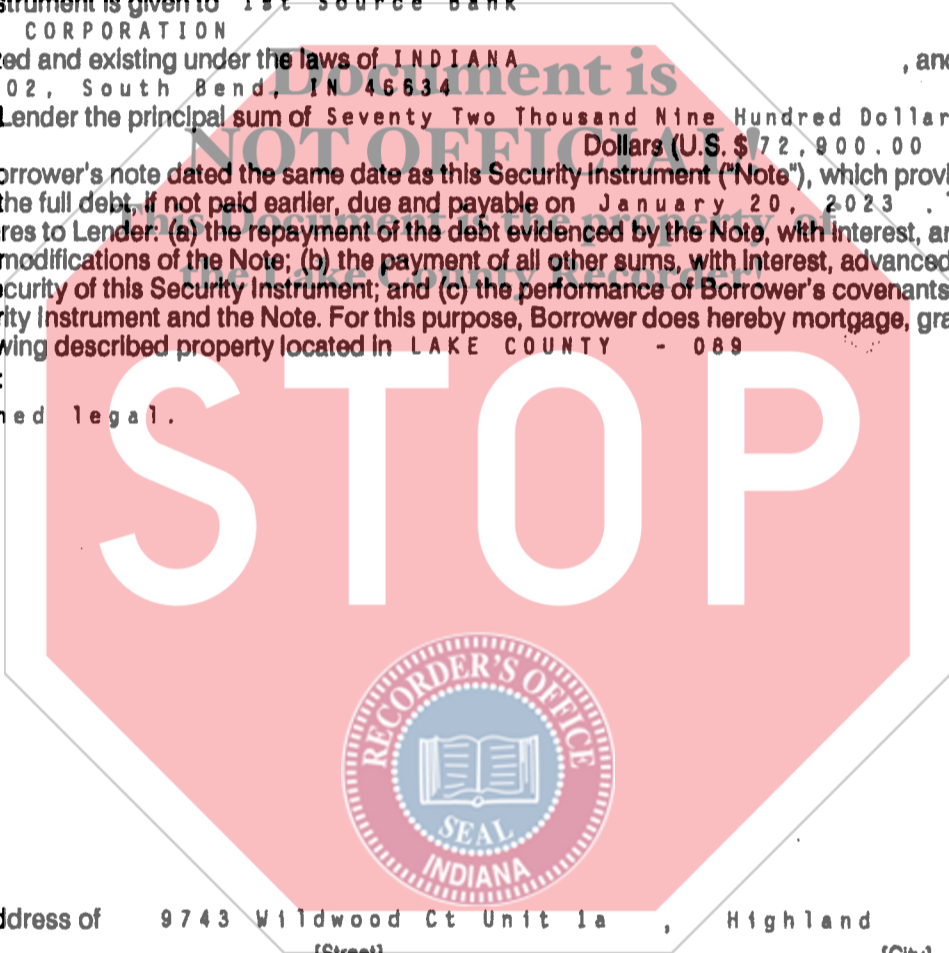 strument is given to 1st Source Bank
CORPORATION
ed and existing under the laws of INDIANA , and
02, South Bend, IN 46634
Document is
Lender the principal sum of Seventy Two Thousand Nine Hundred Dollar
NOT OFFICIAL!
Dollars (U.S. $ 72,900.00
orrower's note dated the same date as this Security Instrument ("Note"), which provi
the full debt, if not paid earlier, due and payable on January 20, 2023 .
This Document is the property of
res to Lender: (a) the repayment of the debt evidenced by the Note, with interest, an
modifications of the Note; (b) the payment of all other sums, with interest, advanced
the Lake County Recorder!
curity of this Security Instrument; and (c) the performance of Borrower's covenants
rity Instrument and the Note. For this purpose, Borrower does hereby mortgage, gra
wing described property located in LAKE COUNTY - 089
:
hed legal.
STOP
RECORDER'S OFFICE
SEAL
INDIANA
ddress of 9743 Wildwood Ct Unit 1a , Highland
[Street] [City]